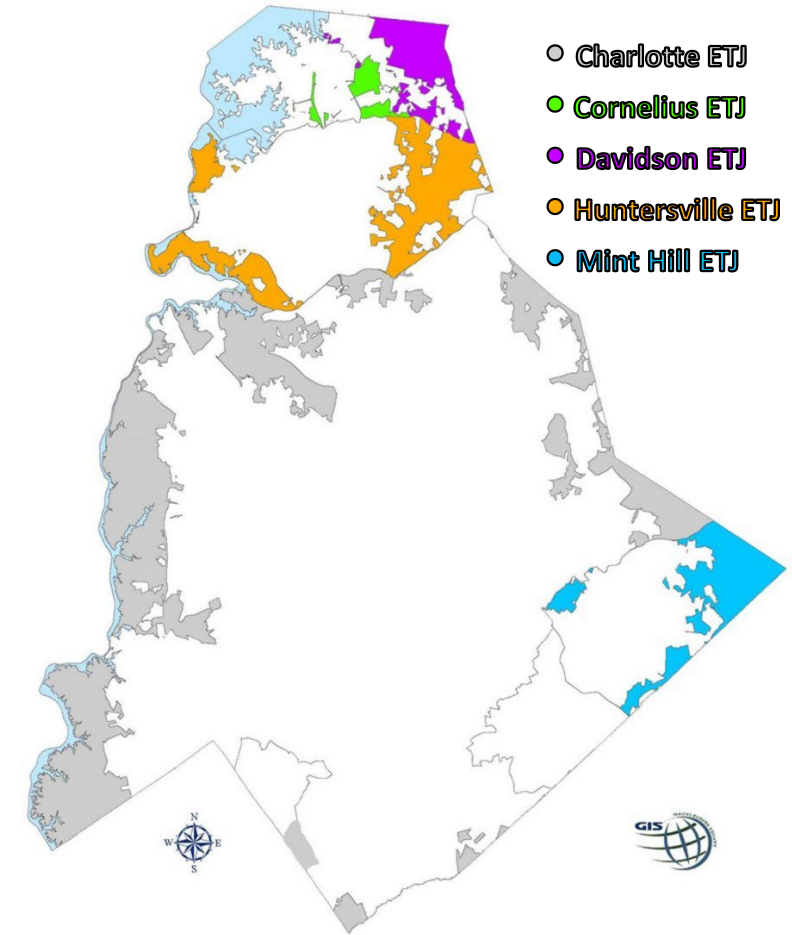 Charlotte ETJ
Cornelius ETJ
Davidson ETJ
Huntersville ETJ
Mint Hill ETJ
N
W E
S
GIS